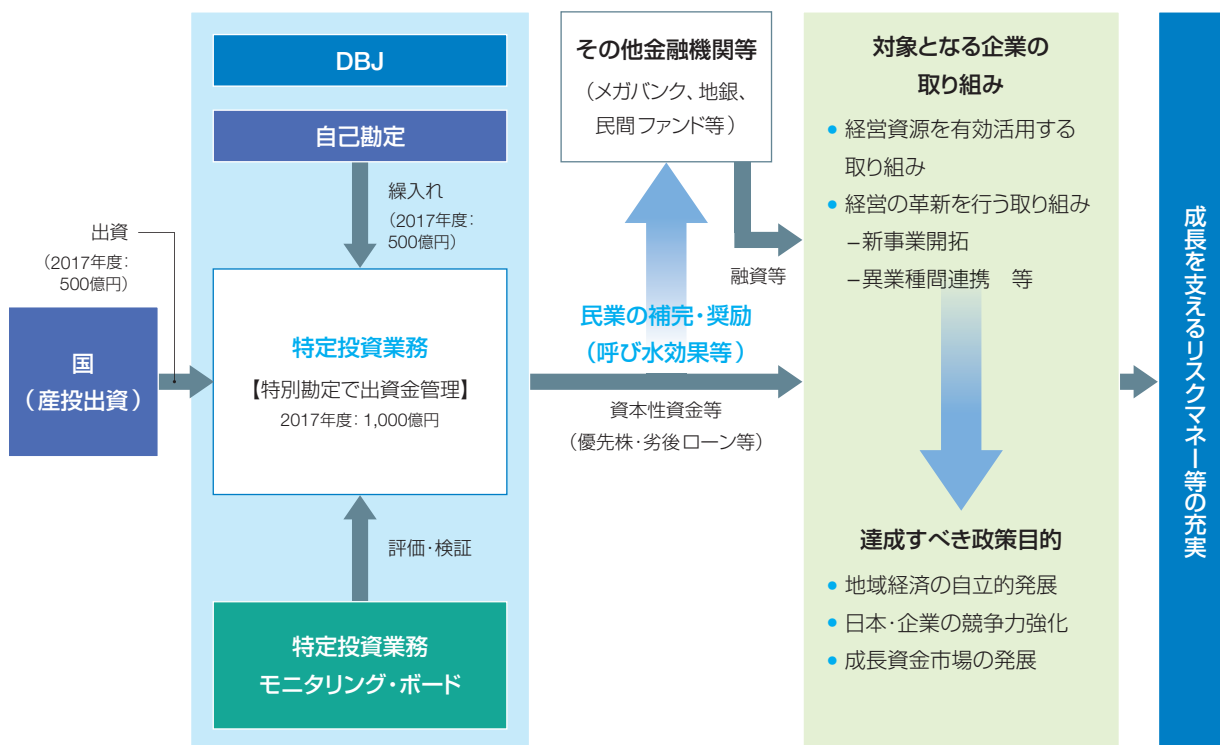 出資
（2017年度：
500億円）
国
（産投出資）
DBJ
自己勘定
繰入れ
（2017年度：
500億円）
特定投資業務
【特別勘定で出資金管理】
2017年度：1,000億円
評価・検証
特定投資業務
モニタリング・ボード
その他金融機関等
（メガバンク、地銀、
民間ファンド等）
融資等
民業の補完・奨励
（呼び水効果等）
資本性資金等
（優先株・劣後ローン等）
対象となる企業の
取り組み
● 経営資源を有効活用する
取り組み
● 経営の革新を行う取り組み
−新事業開拓
−異業種間連携　等
達成すべき政策目的
● 地域経済の自立的発展
● 日本・企業の競争力強化
● 成長資金市場の発展
成長を支えるリスクマネー等の充実